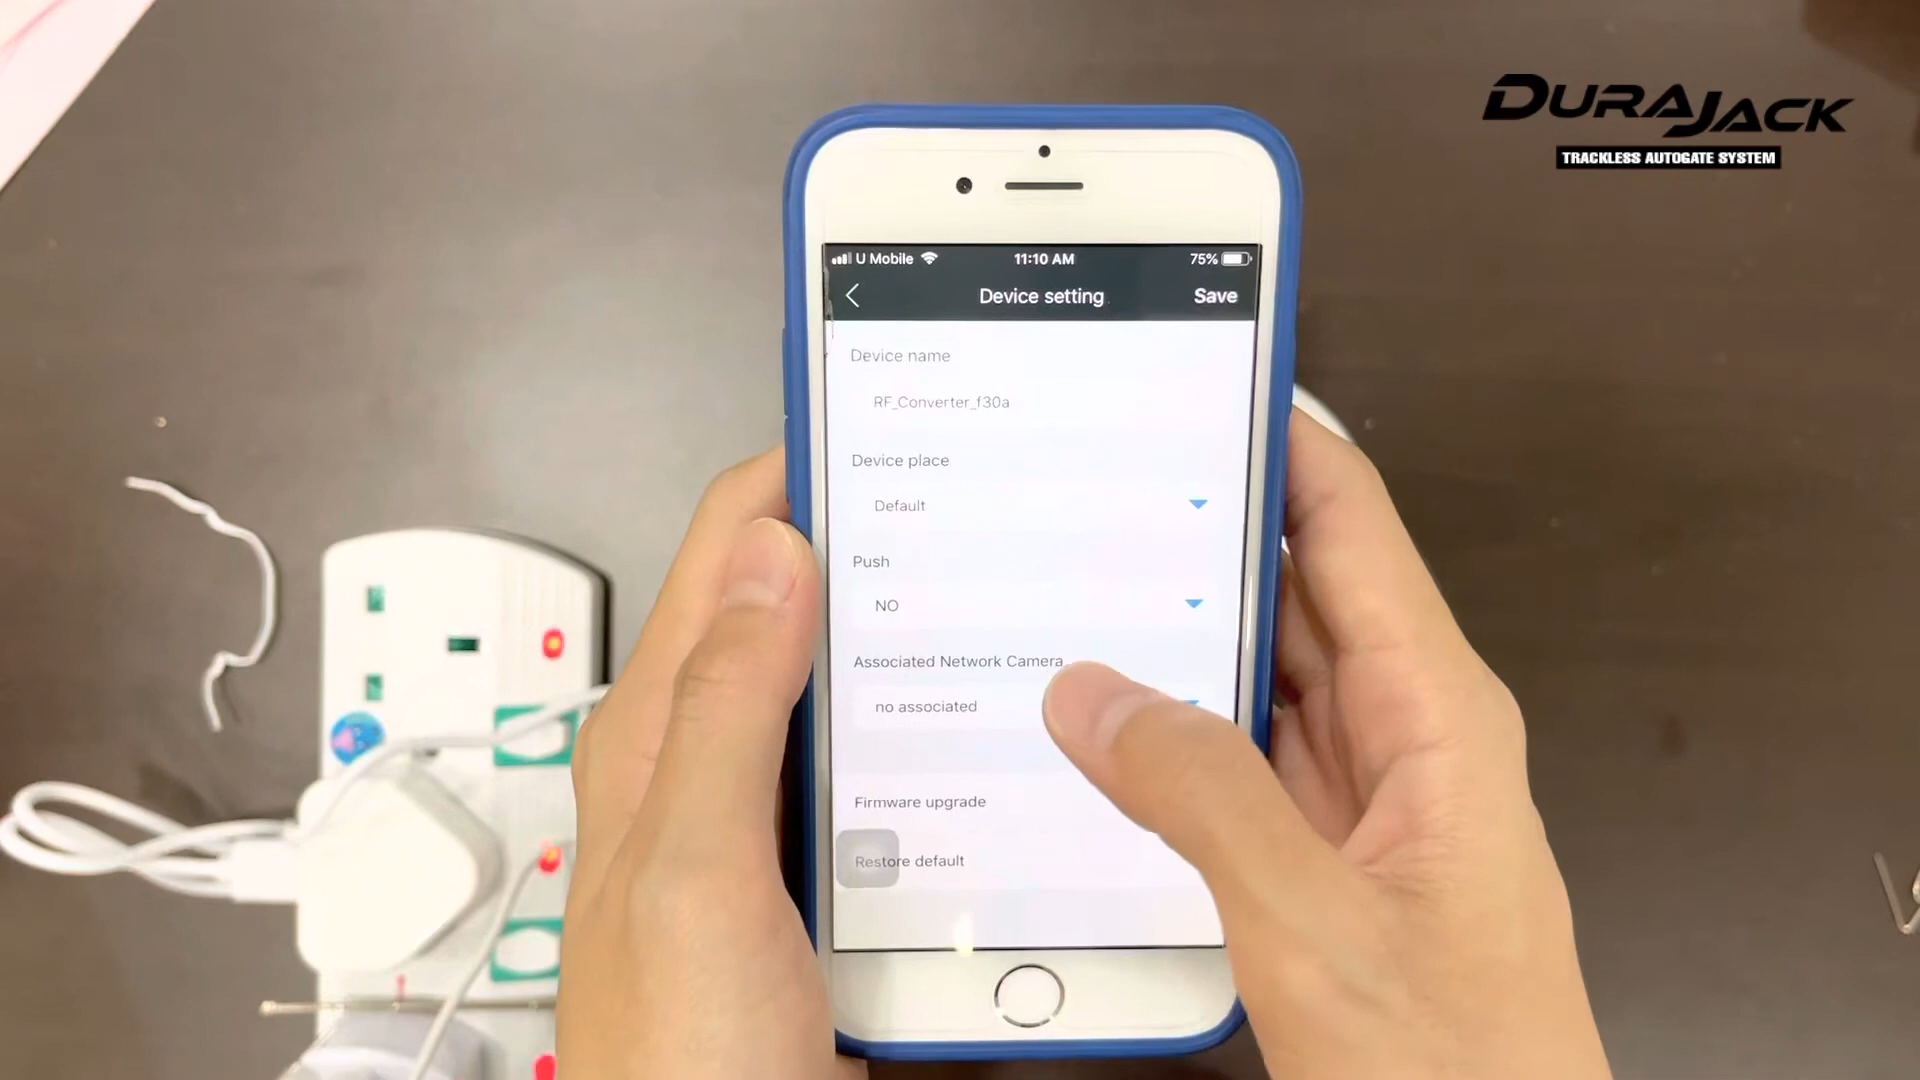 DURAJACK
TRACKLESS AUTOGATE SYSTEM
U Mobile 11:10 AM 75%
Device setting Save
Device name
RF_Converter_f30a
Device place
Default
Push
NO
Associated Network Camera
no associated
Firmware upgrade
Restore default